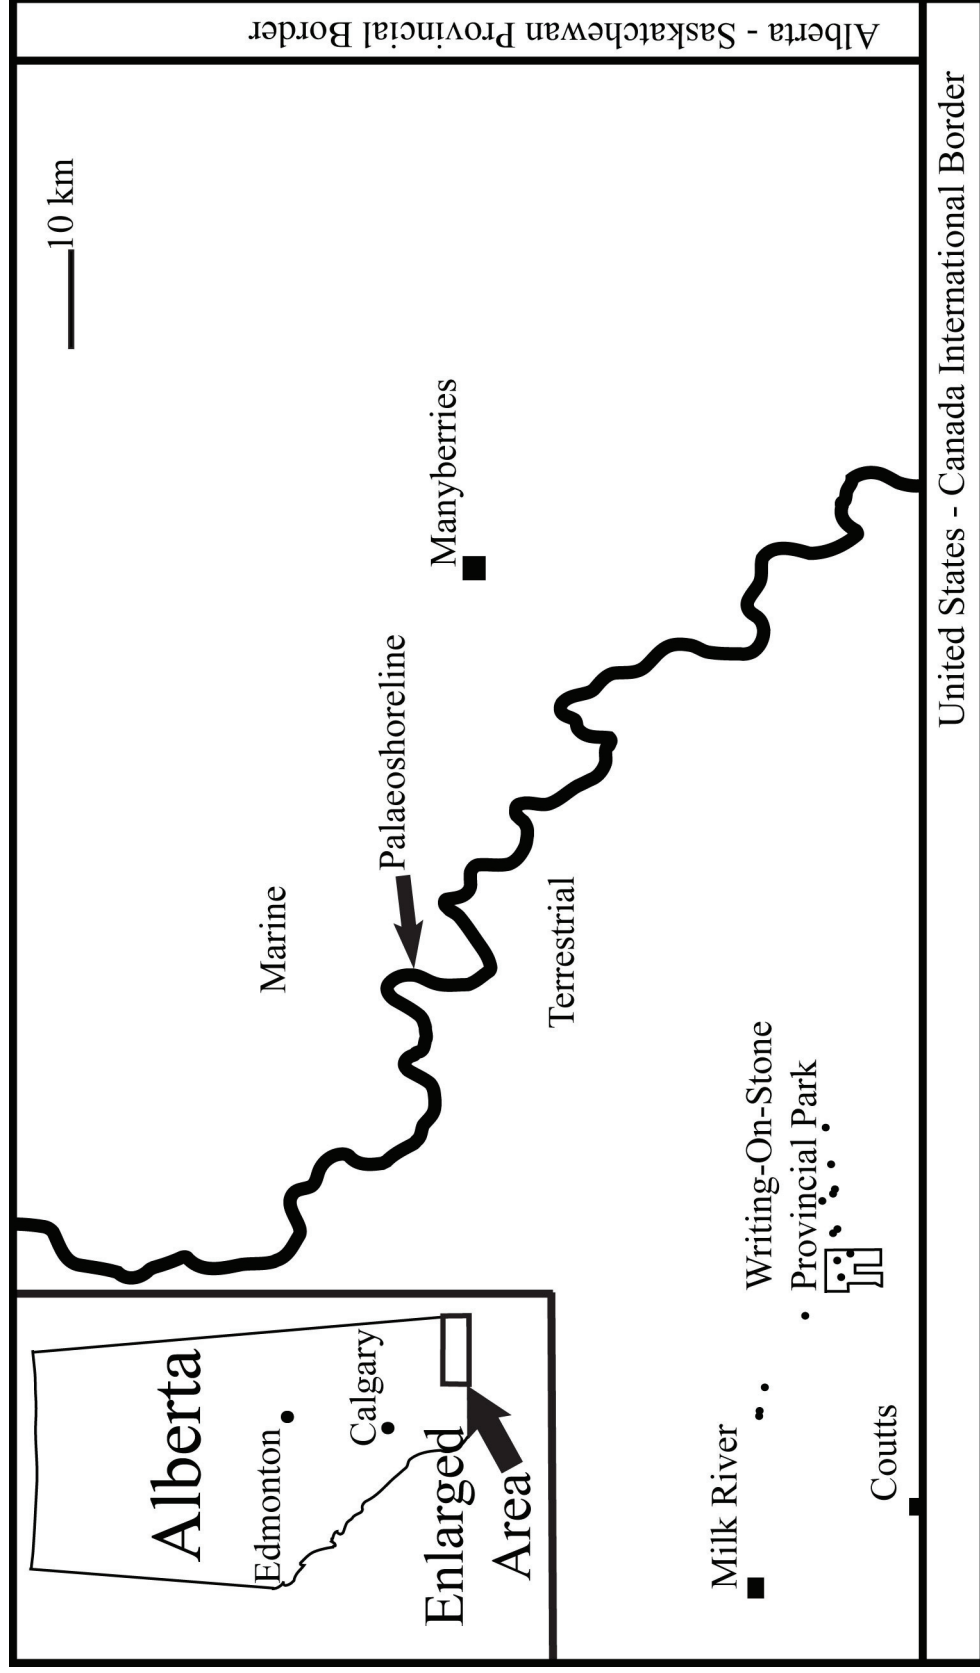 Alberta
Edmonton
Calgary
Enlarged
Area
10 km
Marine
Palaeoshoreline
Manyberries
Terrestrial
Milk River
Writing-On-Stone
Provincial Park
Coutts
United States - Canada International Border
Alberta - Saskatchewan Provincial Border